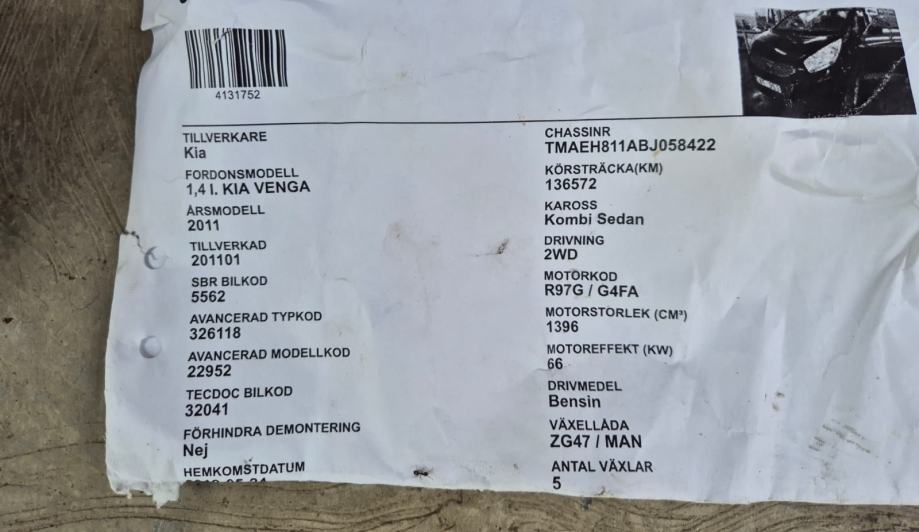 4131752
TILLVERKARE
Kia
FORDONSMODELL
1,4 l. KIA VENGA
ÅRSMODELL
2011
TILLVERKAD
201101
SBR BILKOD
5562
AVANCERAD TYPKOD
326118
AVANCERAD MODELLKOD
22952
TECDOC BILKOD
32041
FÖRHINDRA DEMONTERING
Nej
HEMKOMSTDATUM
CHASSINR
TMAEH811ABJ058422
KÖRSTRÄCKA(KM)
136572
KAROSS
Kombi Sedan
DRIVNING
2WD
MOTORKOD
R97G / G4FA
MOTORSTORLEK (CM³)
1396
MOTOREFFEKT (KW)
66
DRIVMEDEL
Bensin
VÄXELLÅDA
ZG47 / MAN
ANTAL VÄXLAR
5